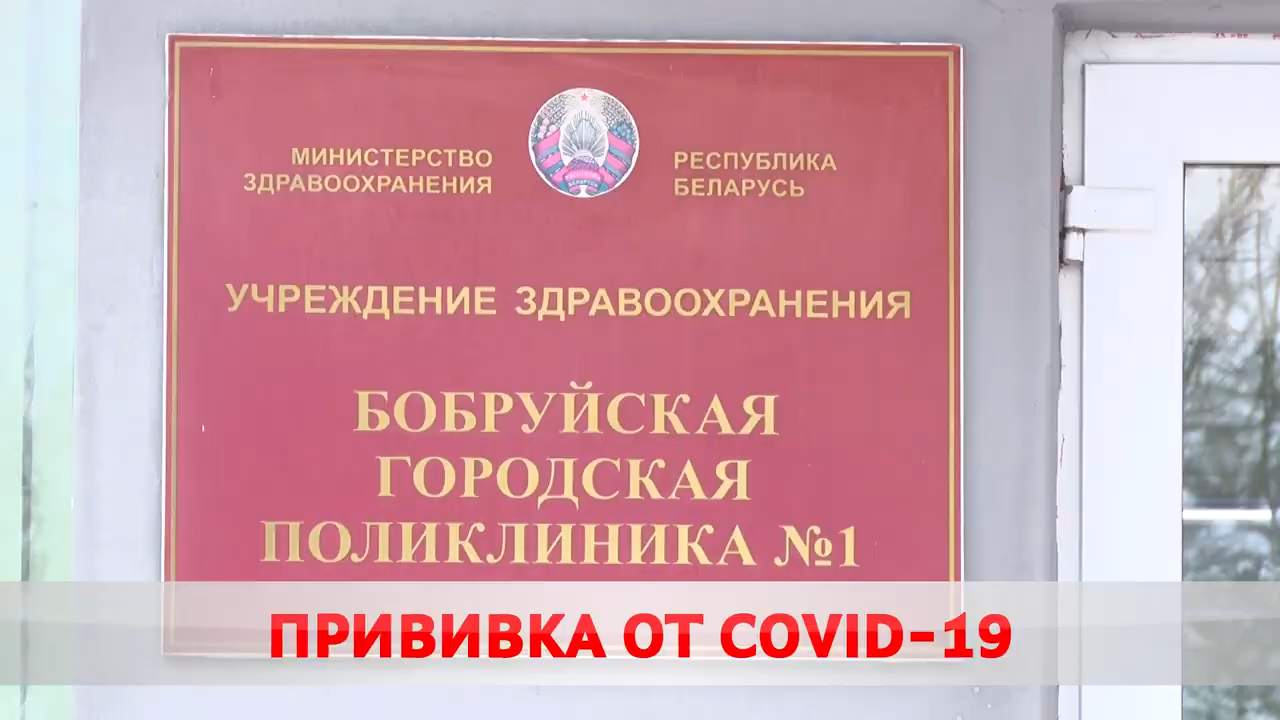 МИНИСТЕРСТВО
ЗДРАВООХРАНЕНИЯ
РЕСПУБЛИКА
БЕЛАРУСЬ
УЧРЕЖДЕНИЕ ЗДРАВООХРАНЕНИЯ
БОБРУЙСКАЯ
ГОРОДСКАЯ
ПОЛИКЛИНИКА №1
ПРИВИВКА ОТ COVID-19